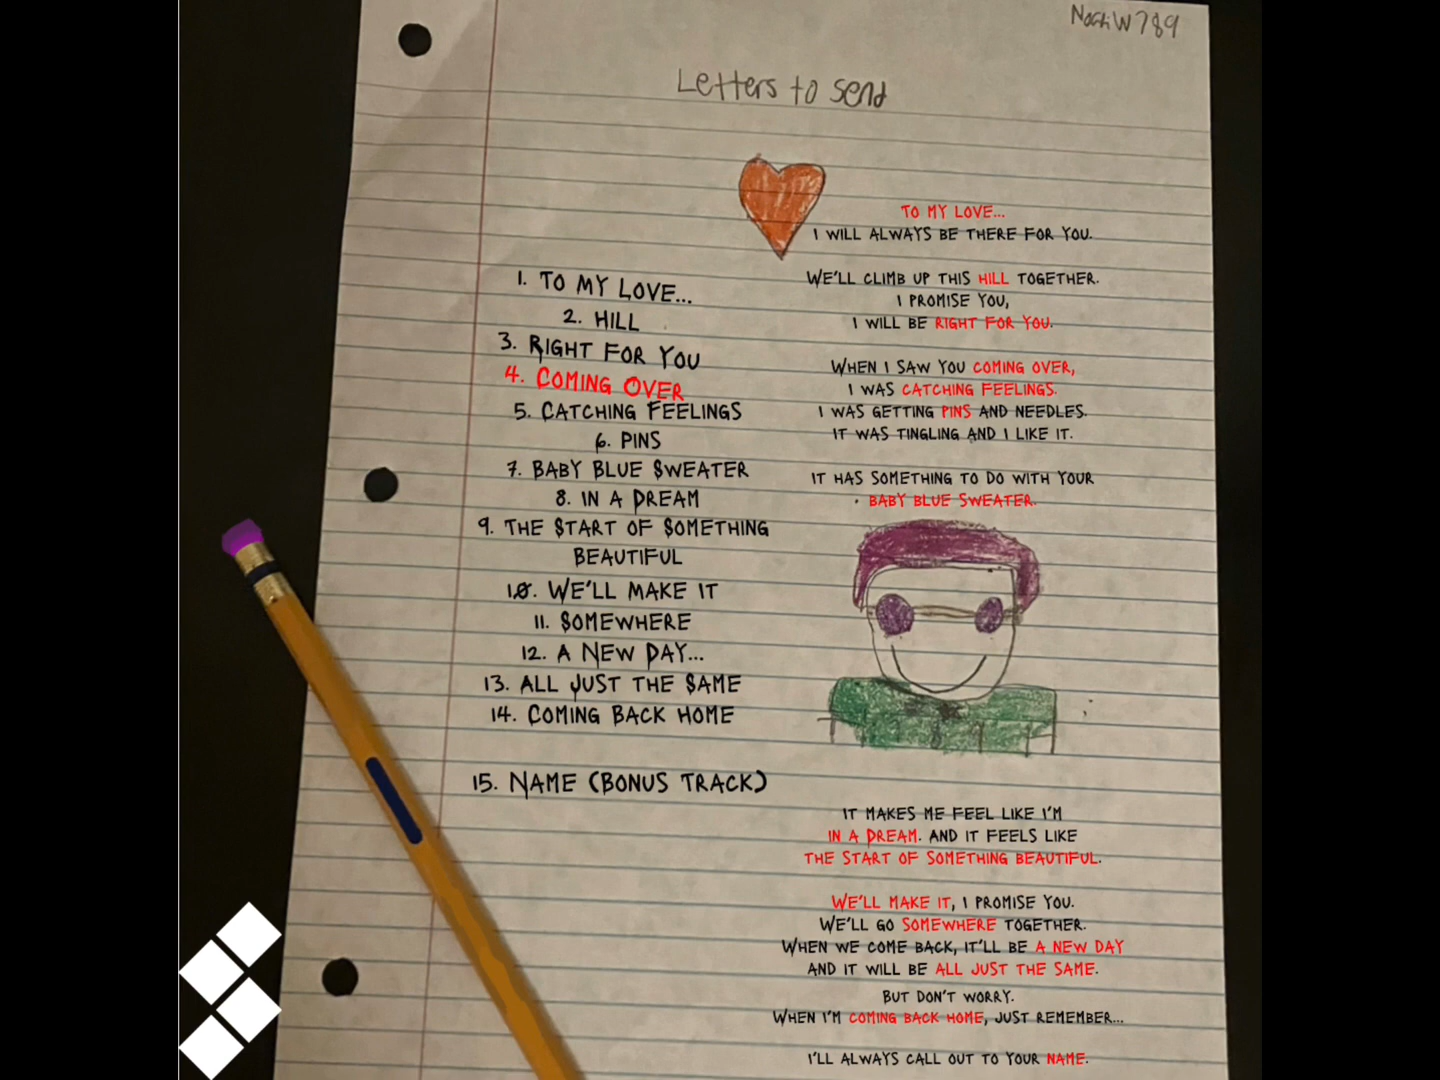 NoahW789
Letters to send
1. TO MY LOVE...
2. HILL
3. RIGHT FOR YOU
4. COMING OVER
5. CATCHING FEELINGS
6. PINS
7. BABY BLUE SWEATER
8. IN A DREAM
9. THE START OF SOMETHING
BEAUTIFUL
10. WE'LL MAKE IT
11. SOMEWHERE
12. A NEW DAY...
13. ALL JUST THE SAME
14. COMING BACK HOME
15. NAME (BONUS TRACK)
TO MY LOVE...
I WILL ALWAYS BE THERE FOR YOU.
WE'LL CLIMB UP THIS HILL TOGETHER.
I PROMISE YOU,
I WILL BE RIGHT FOR YOU.
WHEN I SAW YOU COMING OVER,
I WAS CATCHING FEELINGS.
I WAS GETTING PINS AND NEEDLES.
IT WAS TINGLING AND I LIKE IT.
IT HAS SOMETHING TO DO WITH YOUR
BABY BLUE SWEATER.
IT MAKES ME FEEL LIKE I'M
IN A DREAM. AND IT FEELS LIKE
THE START OF SOMETHING BEAUTIFUL.
WE'LL MAKE IT, I PROMISE YOU.
WE'LL GO SOMEWHERE TOGETHER.
WHEN WE COME BACK, IT'LL BE A NEW DAY
AND IT WILL BE ALL JUST THE SAME.
BUT DON'T WORRY.
WHEN I'M COMING BACK HOME, JUST REMEMBER...
I'LL ALWAYS CALL OUT TO YOUR NAME.